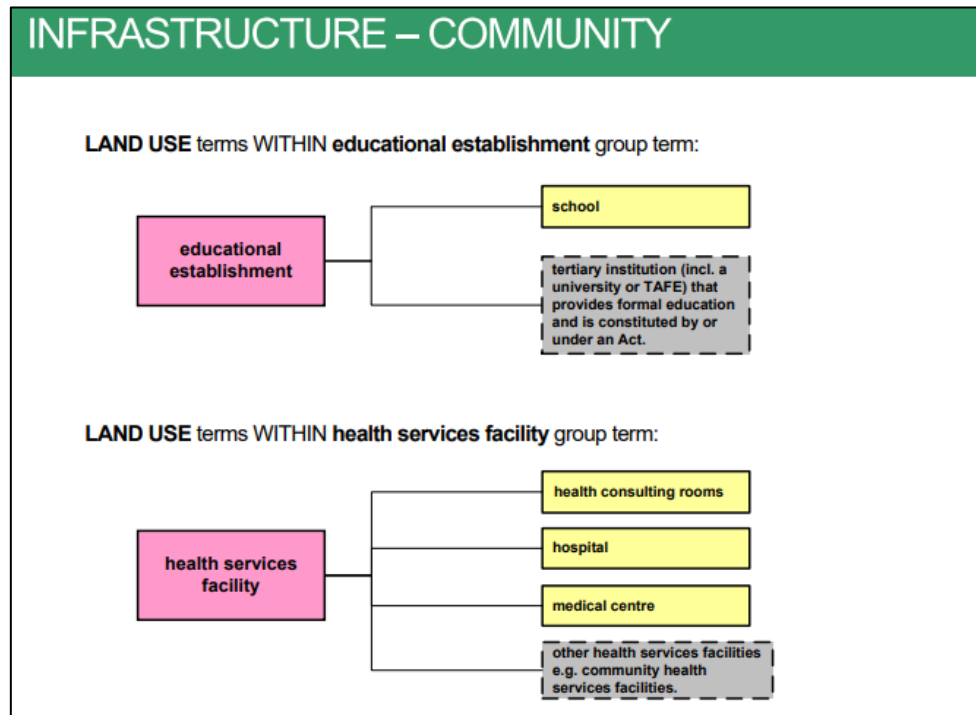 INFRASTRUCTURE – COMMUNITY
LAND USE terms WITHIN educational establishment group term:
educational
establishment
school
tertiary institution (incl. a
university or TAFE) that
provides formal education
and is constituted by or
under an Act.
LAND USE terms WITHIN health services facility group term:
health services
facility
health consulting rooms
hospital
medical centre
other health services facilities
e.g. community health
services facilities.